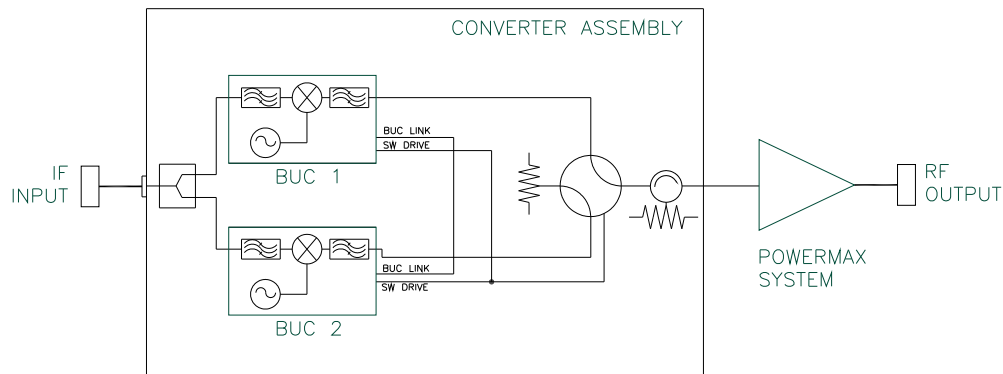 CONVERTER ASSEMBLY
BUC LINK
SW DRIVE
BUC 1
IF
INPUT
RF
OUTPUT
BUC LINK
SW DRIVE
BUC 2
POWERMAX
SYSTEM